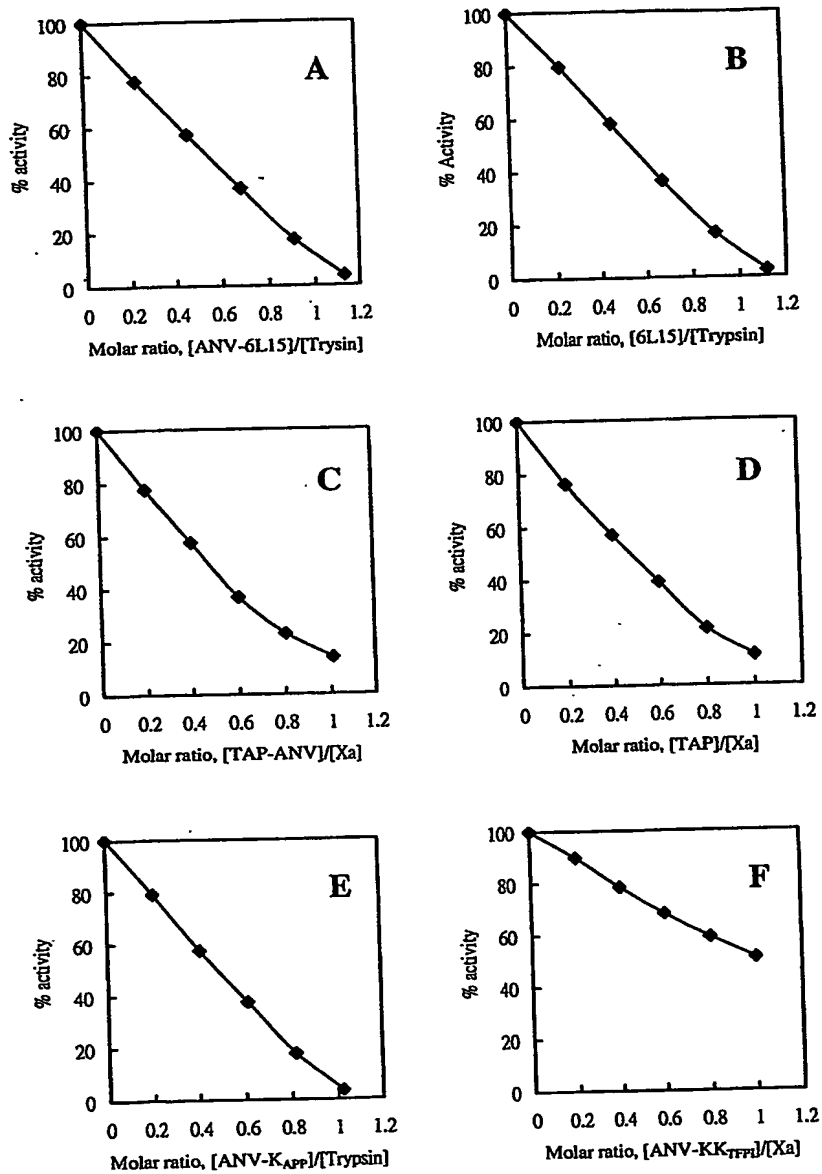 A
100
80
60
40
20
0
% activity
0 0.2 0.4 0.6 0.8 1 1.2
Molar ratio, [ANV-6L15]/[Trysin]
B
100
80
60
40
20
0
% Activity
0 0.2 0.4 0.6 0.8 1 1.2
Molar ratio, [6L15]/[Trypsin]
C
100
80
60
40
20
0
% activity
0 0.2 0.4 0.6 0.8 1 1.2
Molar ratio, [TAP-ANV]/[Xa]
D
100
80
60
40
20
0
% activity
0 0.2 0.4 0.6 0.8 1 1.2
Molar ratio, [TAP]/[Xa]
E
100
80
60
40
20
0
% activity
0 0.2 0.4 0.6 0.8 1 1.2
Molar ratio, [ANV-KAPP]/[Trypsin]
F
100
80
60
40
20
0
% activity
0 0.2 0.4 0.6 0.8 1 1.2
Molar ratio, [ANV-KKTFPI]/[Xa]